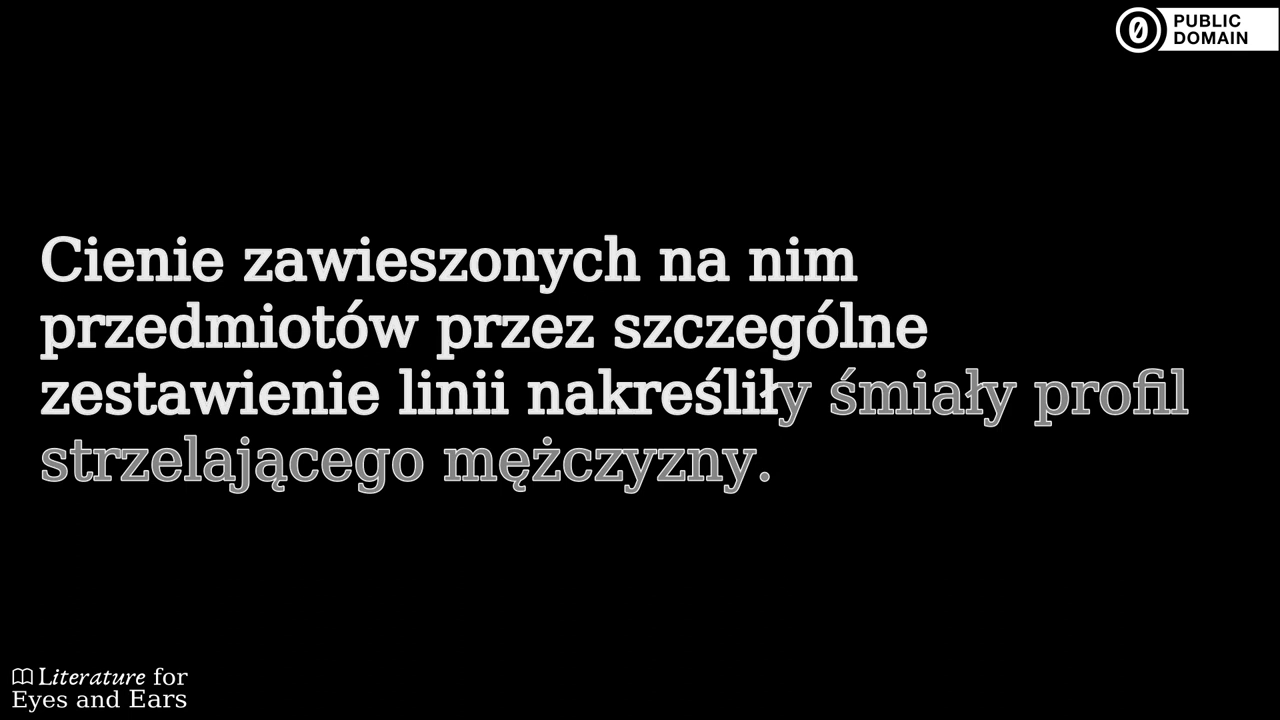 PUBLIC
DOMAIN
Cienie zawieszonych na nim
przedmiotów przez szczególne
zestawienie linii nakreśliły śmiały profil
strzelającego mężczyzny.
Literature for
Eyes and Ears